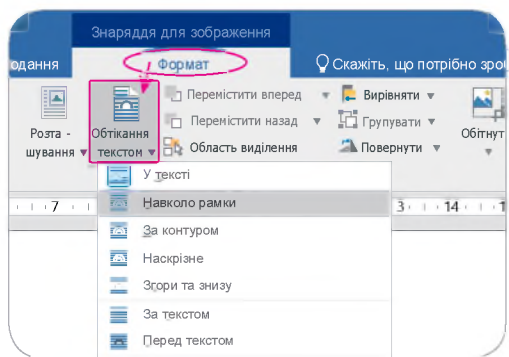 Знаряддя для зображення
одання Формат Скажіть, що потрібно зро
Перемістити вперед Вирівняти
Розта - Обтікання Перемістити назад Групувати Обітнут
шування текстом Область виділення Повернути
У тексті
7 Навколо рамки 3 14 1
За контуром
Наскрізне
Згори та знизу
За текстом
Перед текстом